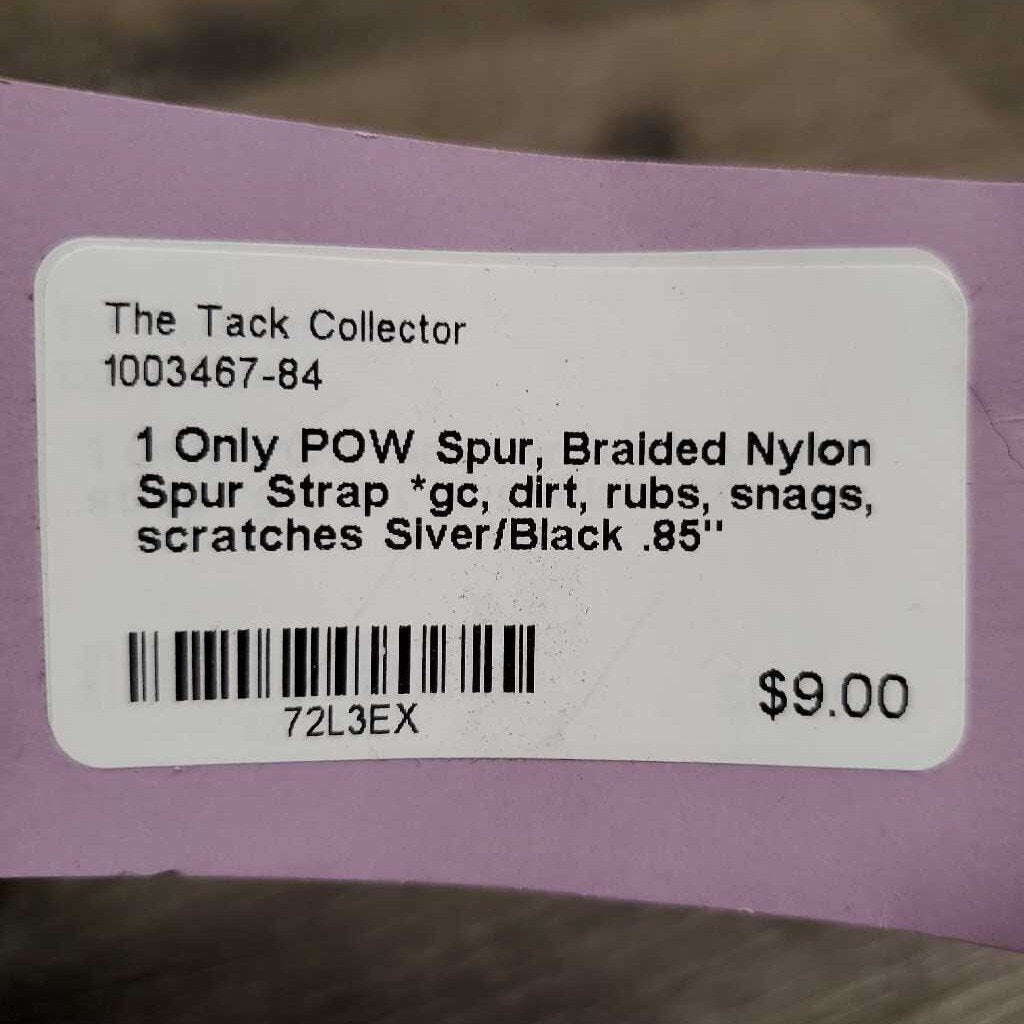 The Tack Collector
1003467-84
1 Only POW Spur, Braided Nylon
Spur Strap *gc, dirt, rubs, snags,
scratches Siver/Black .85"
72L3EX
$9.00